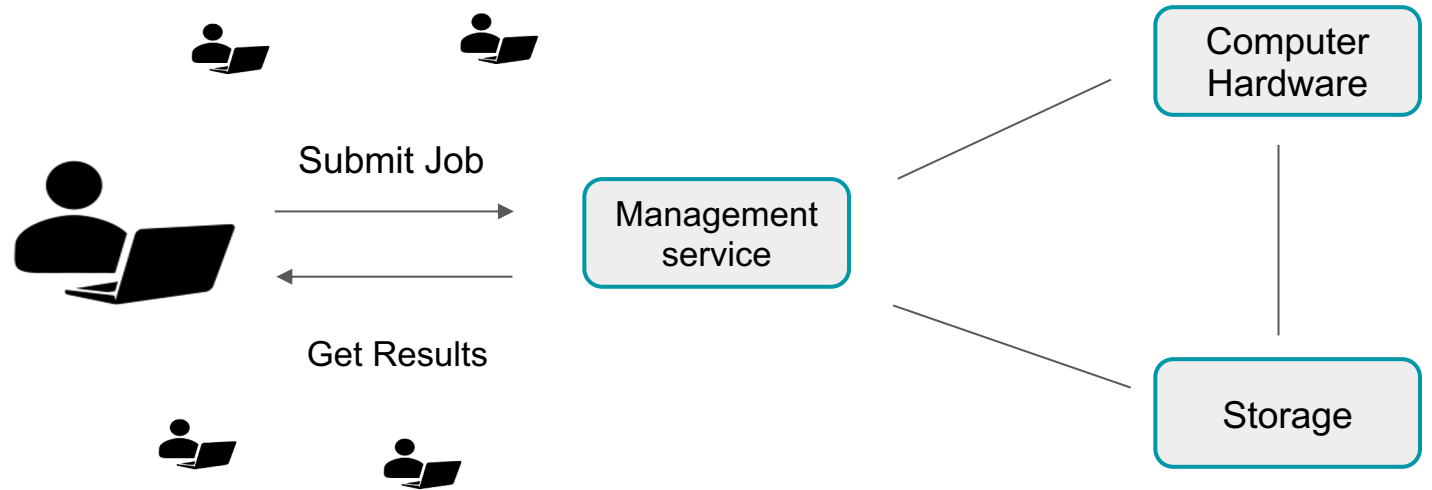 Computer
Hardware
Submit Job
Management
service
Get Results
Storage